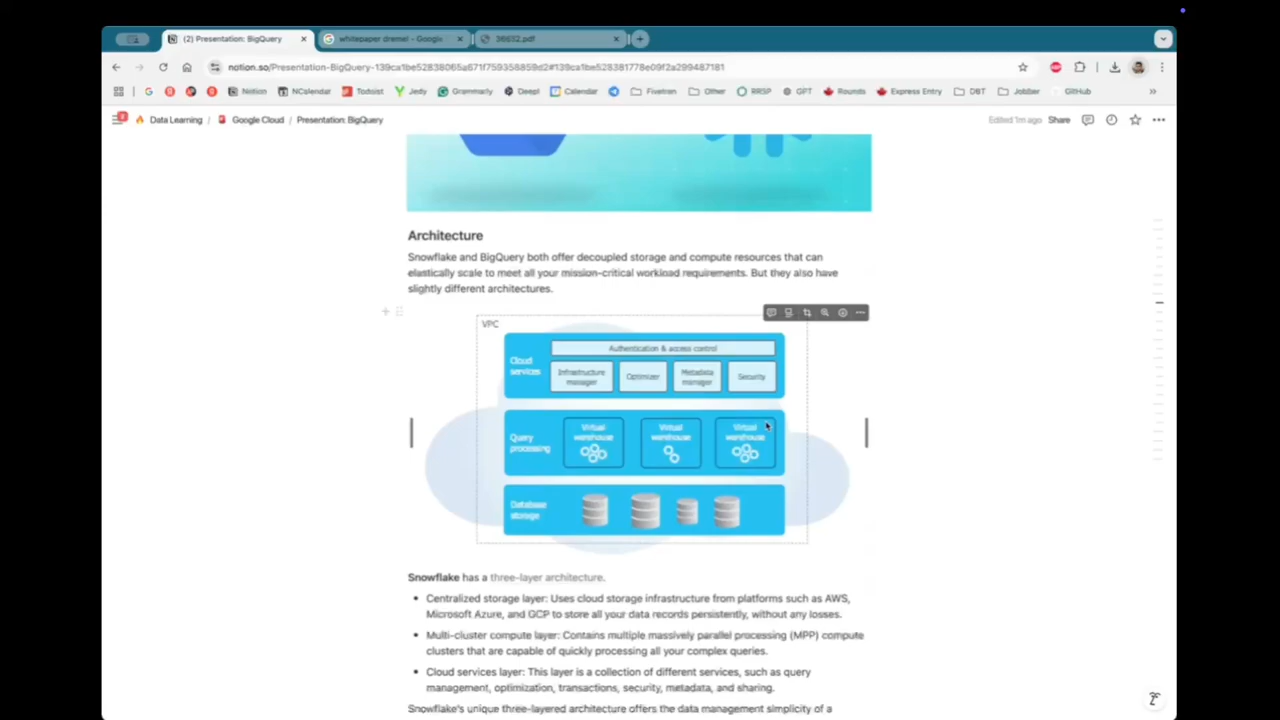 (2) Presentation: BigQuery
whitepaper dremel - Google
36632.pdf
notion.so/Presentation-BigQuery-139ca1be52838065a671f759358859d2#139ca1be528381778e09f2a299487181
Notion NCalendar Todoist Jedy Grammarly Deepl Calendar Fivetran Other RRSP GPT Rounds Express Entry DBT Jobber GitHub
Data Learning / Google Cloud / Presentation: BigQuery
Edited 1m ago Share
Architecture
Snowflake and BigQuery both offer decoupled storage and compute resources that can
elastically scale to meet all your mission-critical workload requirements. But they also have
slightly different architectures.
VPC
Cloud
services
Authentication & access control
Infrastructure
manager
Optimizer
Metadata
manager
Security
Query
processing
Virtual
warehouse
Virtual
warehouse
Virtual
warehouse
Database
storage
Snowflake has a three-layer architecture.
• Centralized storage layer: Uses cloud storage infrastructure from platforms such as AWS,
Microsoft Azure, and GCP to store all your data records persistently, without any losses.
• Multi-cluster compute layer: Contains multiple massively parallel processing (MPP) compute
clusters that are capable of quickly processing all your complex queries.
• Cloud services layer: This layer is a collection of different services, such as query
management, optimization, transactions, security, metadata, and sharing.
Snowflake's unique three-layered architecture offers the data management simplicity of a